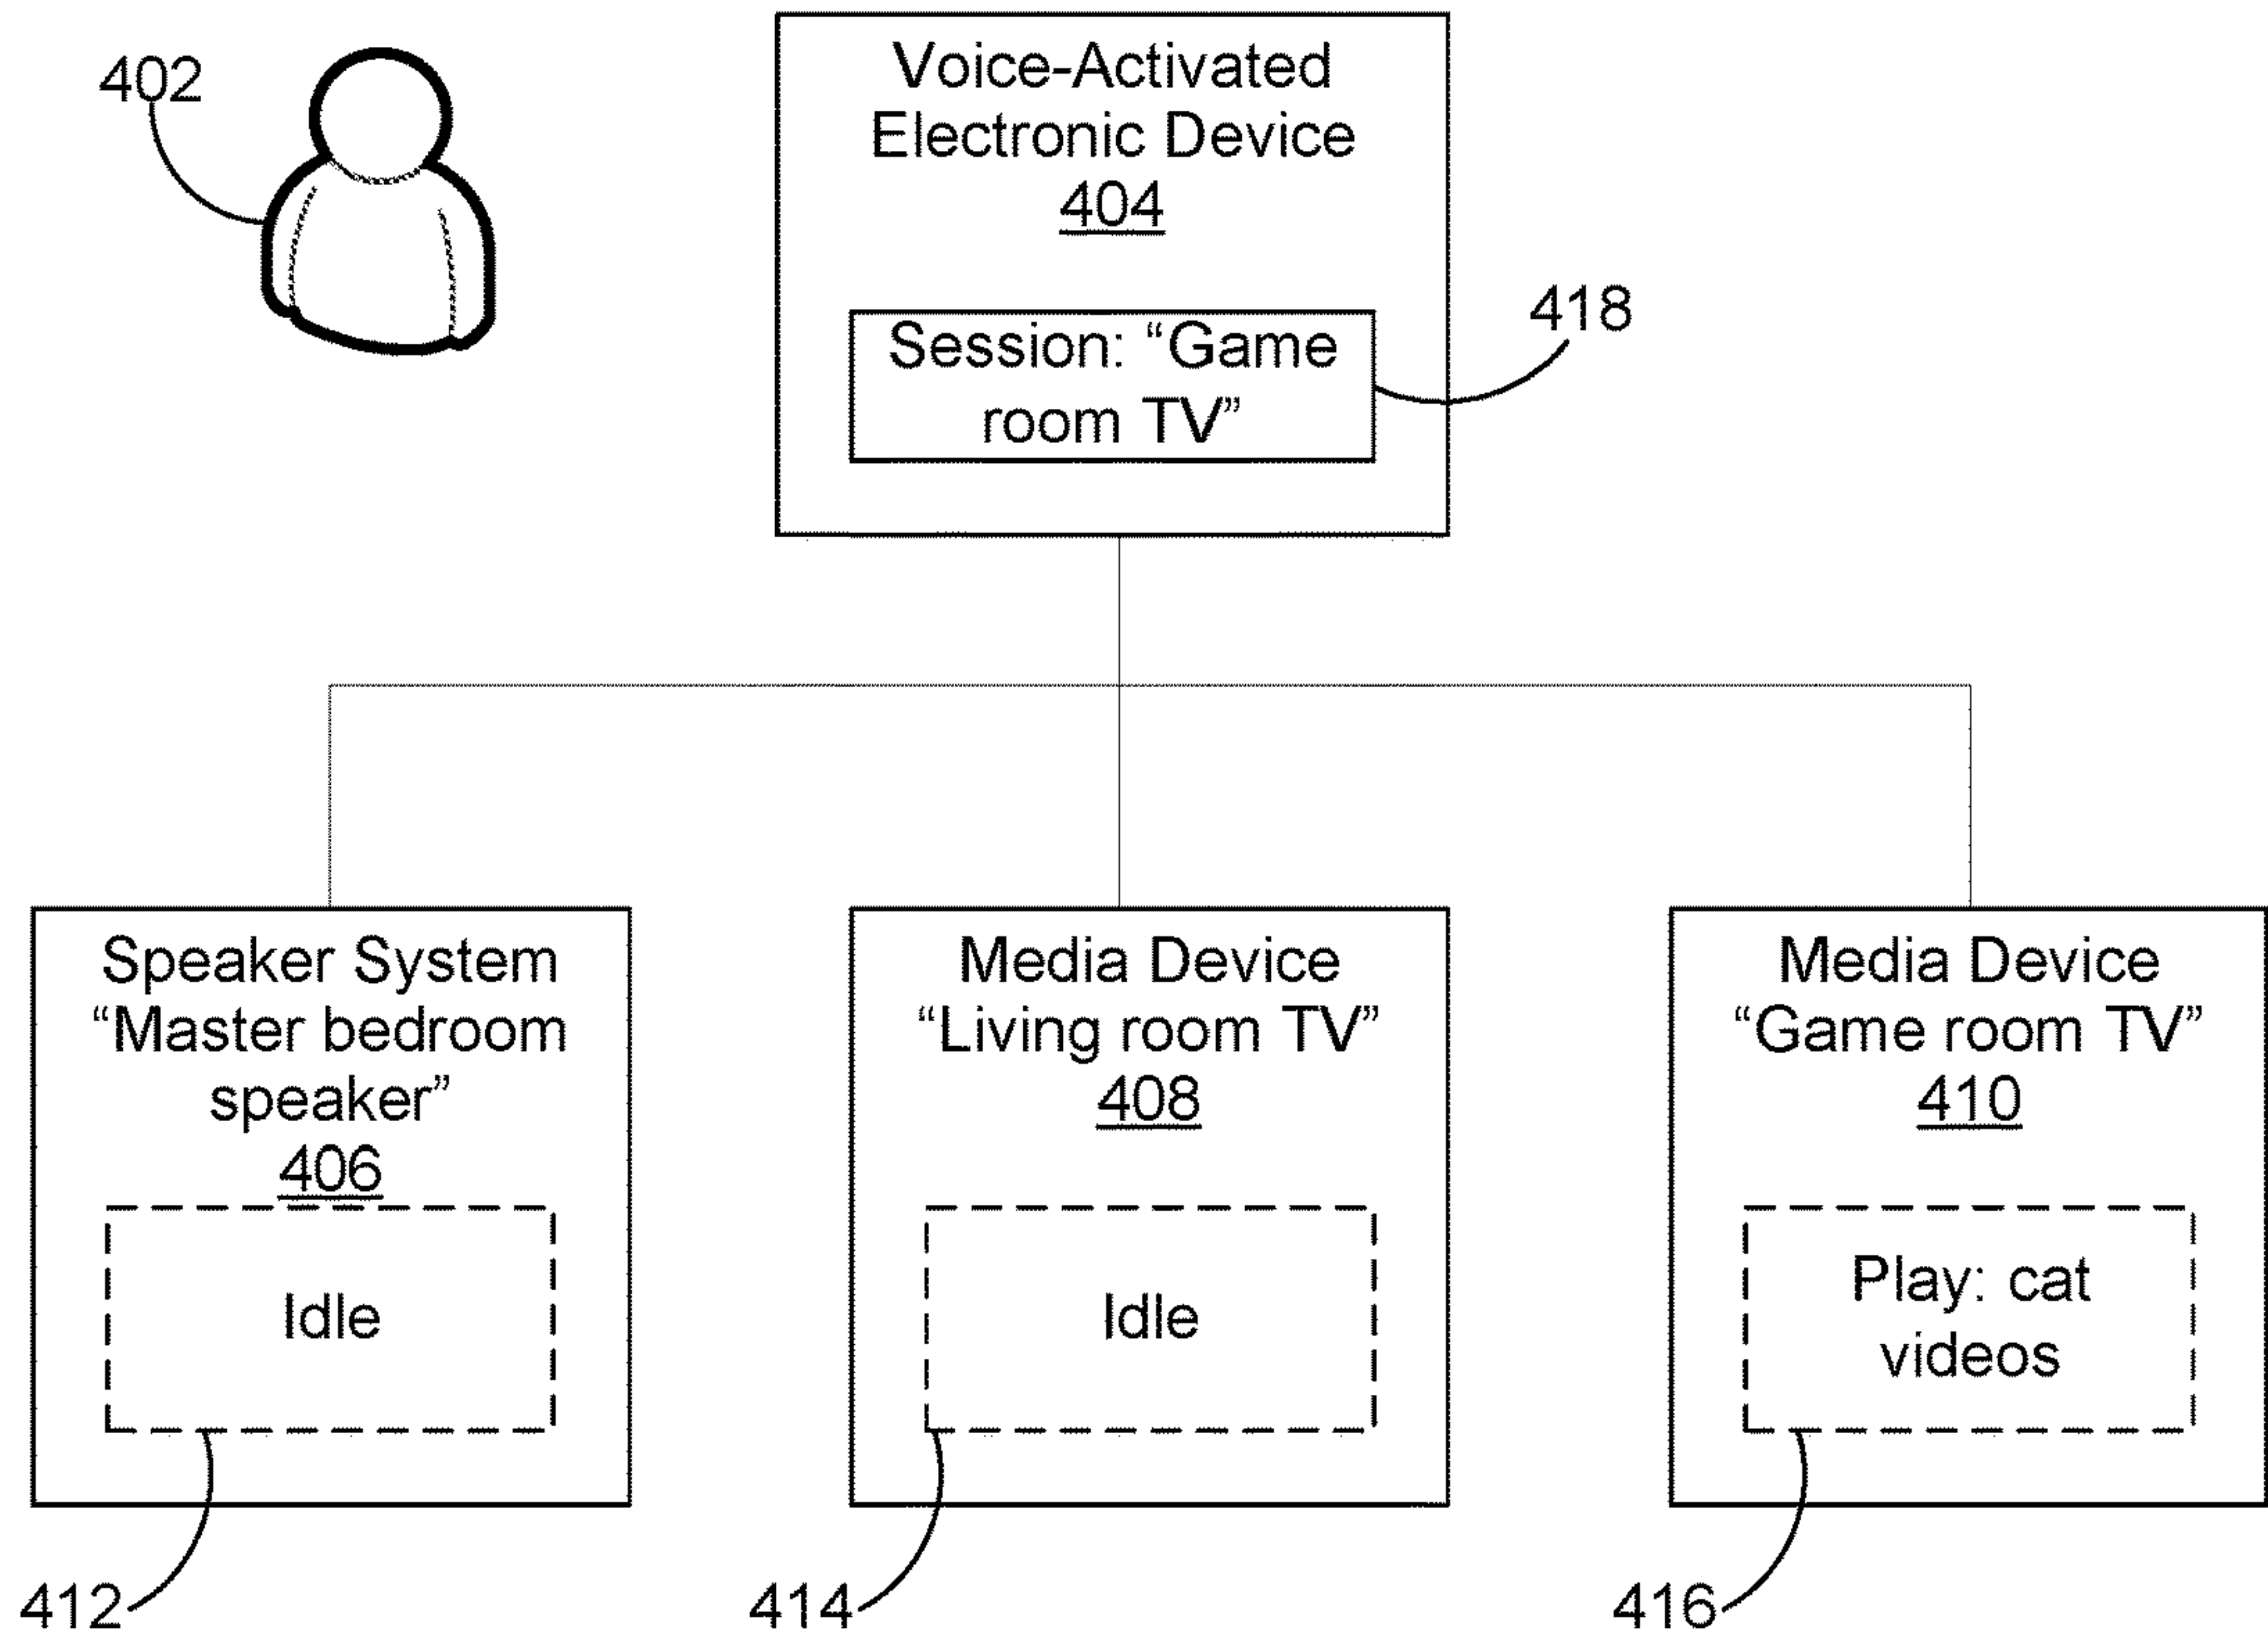 402
Voice-Activated
Electronic Device
404
418
Session: “Game
room TV”
Speaker System
“Master bedroom
speaker”
406
Idle
412
Media Device
“Living room TV”
408
Idle
414
Media Device
“Game room TV”
410
Play: cat
videos
416